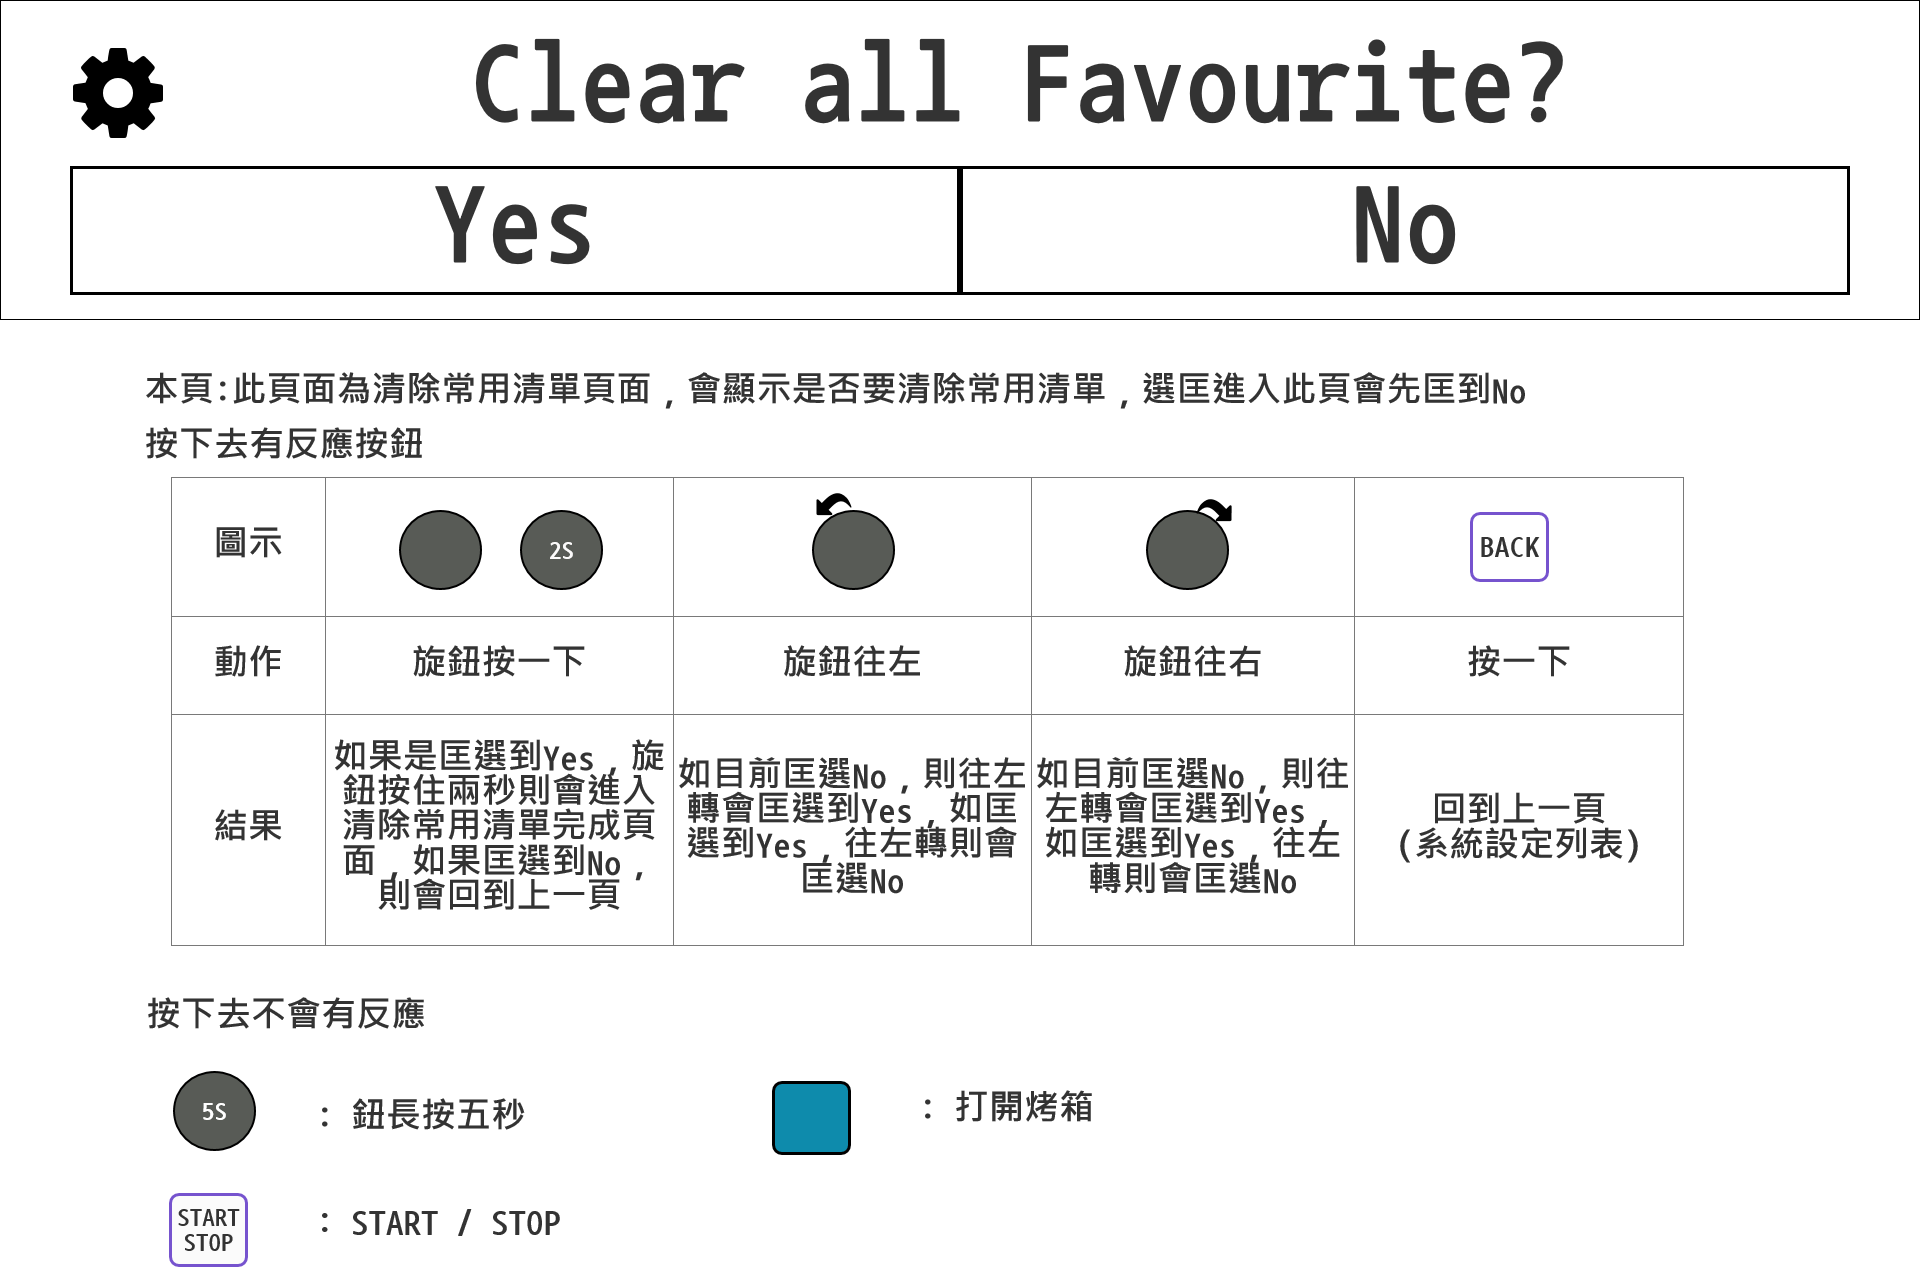 Clear all Favourite?
Yes
No
本頁:此頁面為清除常用清單頁面，會顯示是否要清除常用清單，選匡進入此頁會先匡到No
按下去有反應按鈕
圖示
2S
BACK
動作
旋鈕按一下
旋鈕往左
旋鈕往右
按一下
結果
如果是匡選到Yes，旋
鈕按住兩秒則會進入
清除常用清單完成頁
面，如果匡選到No，
則會回到上一頁
如目前匡選No，則往左
轉會匡選到Yes，如匡
選到Yes，往左轉則會
匡選No
如目前匡選No，則往
左轉會匡選到Yes，
如匡選到Yes，往左
轉則會匡選No
回到上一頁
(系統設定列表)
按下去不會有反應
5S
: 鈕長按五秒
: 打開烤箱
START
STOP
: START / STOP